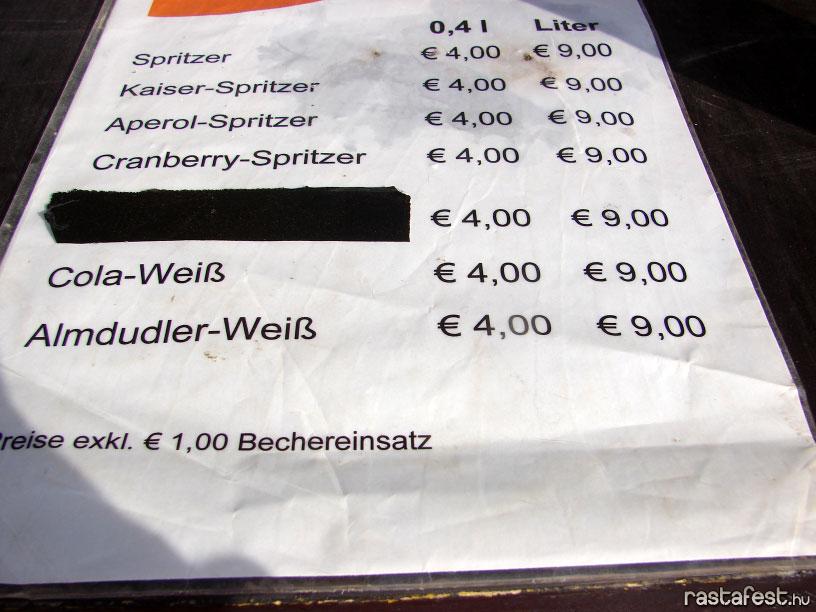 0,4 l Liter
Spritzer € 4,00 € 9,00
Kaiser-Spritzer € 4,00 € 9,00
Aperol-Spritzer € 4,00 € 9,00
Cranberry-Spritzer € 4,00 € 9,00
€ 4,00 € 9,00
Cola-Weiß € 4,00 € 9,00
Almdudler-Weiß € 4,00 € 9,00
reise exkl. € 1,00 Bechereinsatz
rastafest.hu